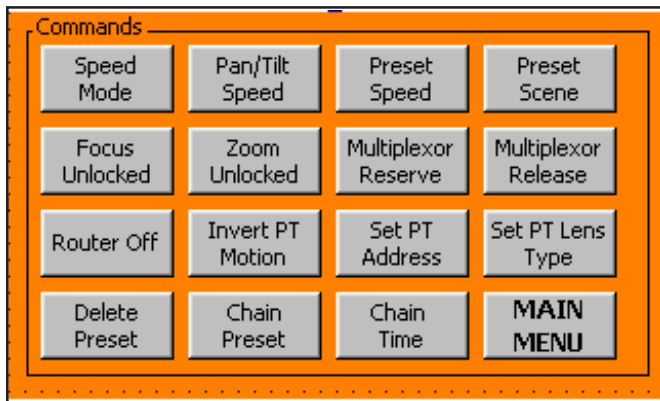 Commands
Speed
Mode
Pan/Tilt
Speed
Preset
Speed
Preset
Scene
Focus
Unlocked
Zoom
Unlocked
Multiplexor
Reserve
Multiplexor
Release
Router Off
Invert PT
Motion
Set PT
Address
Set PT Lens
Type
Delete
Preset
Chain
Preset
Chain
Time
MAIN
MENU